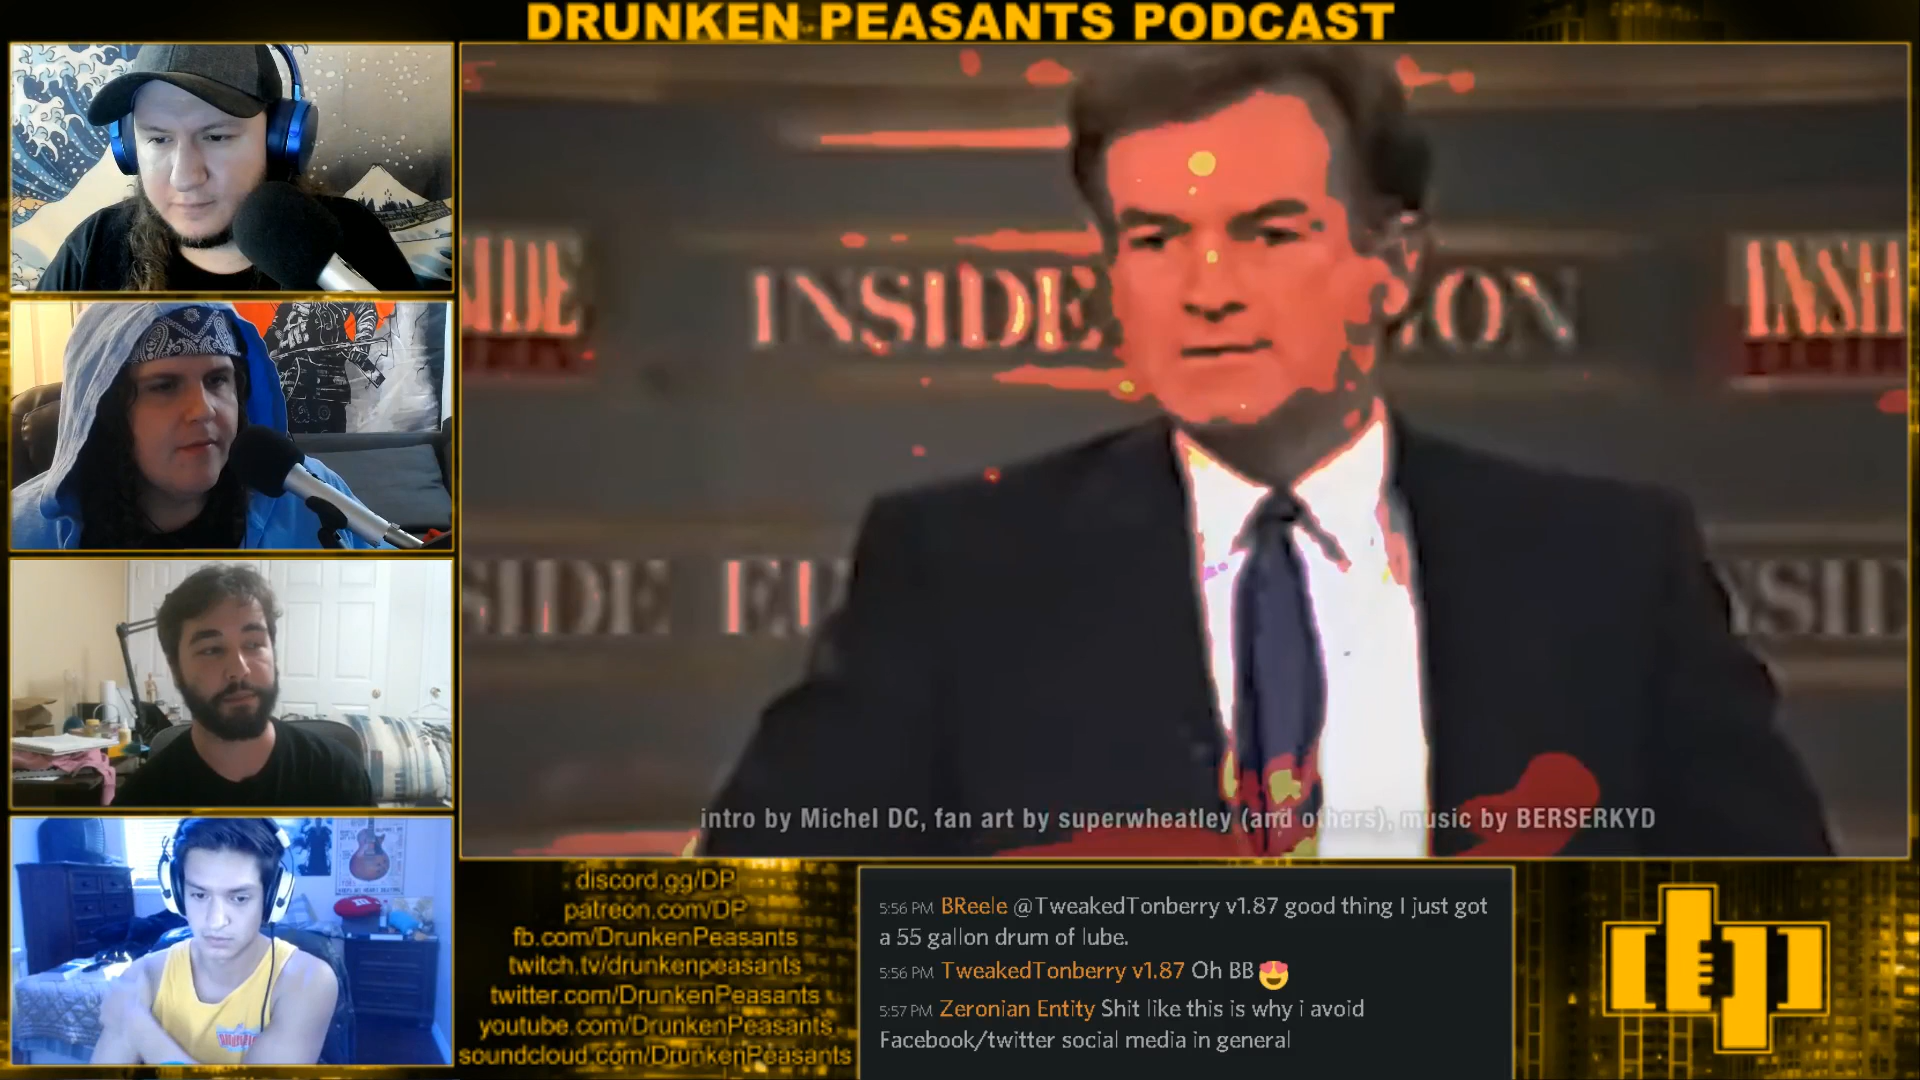 DRUNKEN PEASANTS PODCAST
SIDE
INSIDE
ION
INSI
SIDE EU
NSID
intro by Michel DC, fan art by superwheatley (and others), music by BERSERKYD
discord.gg/DP
patreon.com/DP
fb.com/DrunkenPeasants
twitch.tv/drunkenpeasants
twitter.com/DrunkenPeasants
youtube.com/DrunkenPeasants
soundcloud.com/DrunkenPeasants
5:56 PM BReele @TweakedTonberry v1.87 good thing I just got
a 55 gallon drum of lube.
5:56 PM TweakedTonberry v1.87 Oh BB😍
5:57 PM Zeronian Entity Shit like this is why i avoid
Facebook/twitter social media in general